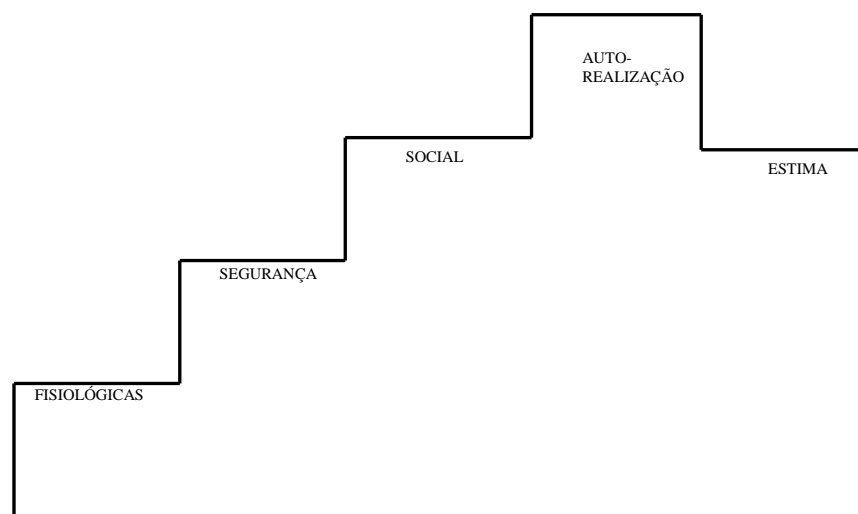 AUTO-
REALIZAÇÃO
SOCIAL
ESTIMA
SEGURANÇA
FISIOLÓGICAS